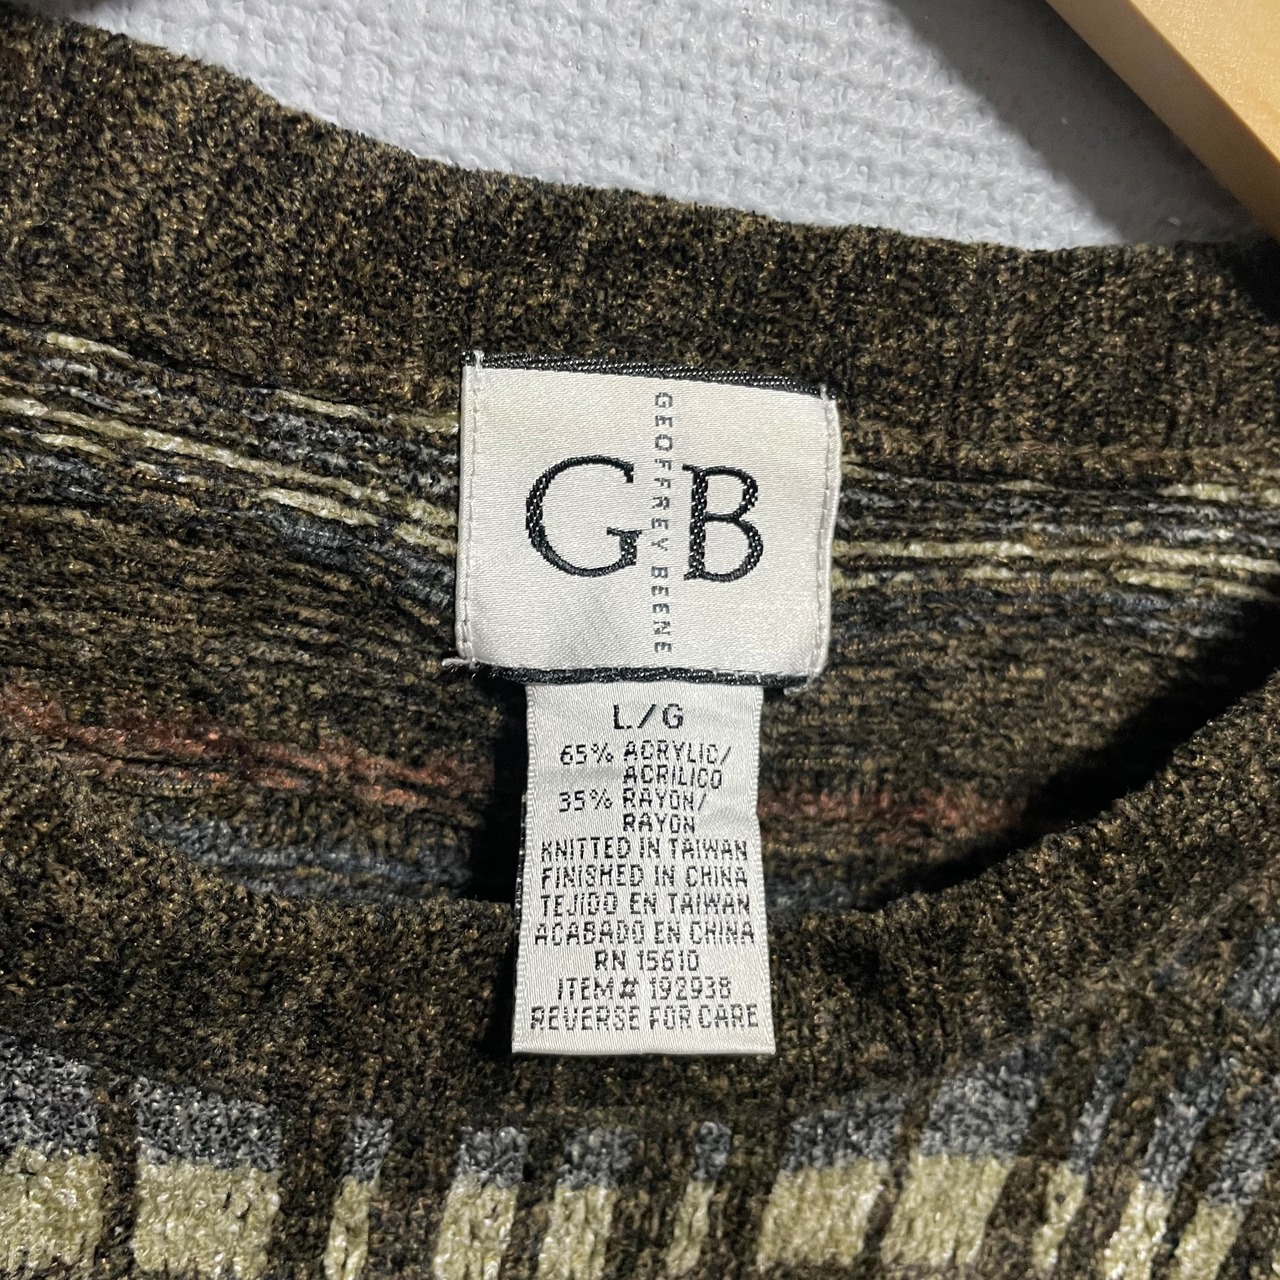 GEOFFREY BEENE
GB
L/G
65% ACRYLIC/
ACRILICO
35% RAYON/
RAYON
KNITTED IN TAIWAN
FINISHED IN CHINA
TEJIDO EN TAIWAN
ACABADO EN CHINA
RN 15610
ITEM# 192938
REVERSE FOR CARE